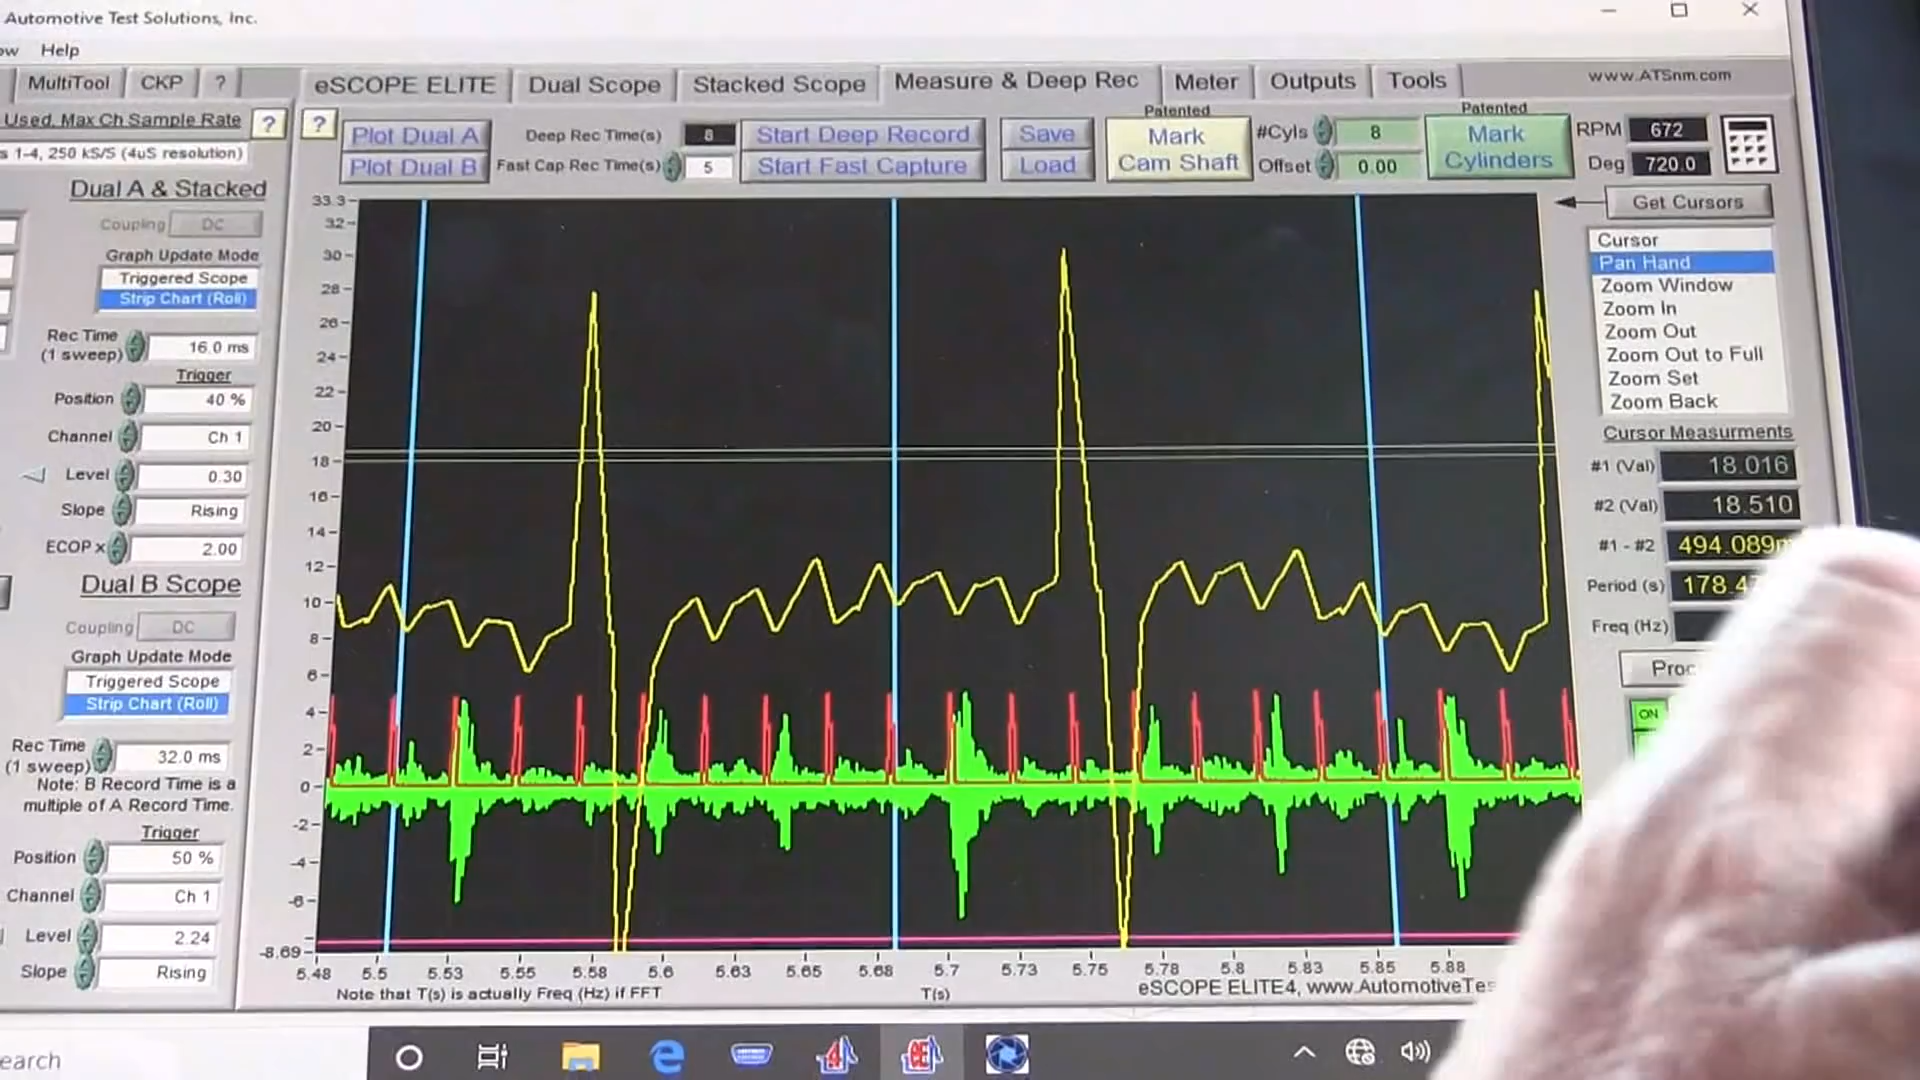 Automotive Test Solutions, Inc.
ow Help
MultiTool CKP ?
eSCOPE ELITE Dual Scope Stacked Scope Measure & Deep Rec Meter Outputs Tools www.ATSnm.com
Used, Max Ch Sample Rate ?
s 1-4, 250 kS/S (4uS resolution)
Dual A & Stacked
Coupling DC
Graph Update Mode
Triggered Scope
Strip Chart (Roll)
Rec Time
(1 sweep) 16.0 ms
Trigger
Position 40 %
Channel Ch 1
Level 0.30
Slope Rising
ECOP x 2.00
Dual B Scope
Coupling DC
Graph Update Mode
Triggered Scope
Strip Chart (Roll)
Rec Time
(1 sweep) 32.0 ms
Note: B Record Time is a
multiple of A Record Time.
Trigger
Position 50 %
Channel Ch 1
Level 2.24
Slope Rising
?
Plot Dual A
Plot Dual B
Deep Rec Time(s) 8
Fast Cap Rec Time(s) 5
Start Deep Record
Start Fast Capture
Save
Load
Patented
Mark
Cam Shaft
#Cyls 8
Offset 0.00
Patented
Mark
Cylinders
RPM 672
Deg 720.0
Get Cursors
Cursor
Pan Hand
Zoom Window
Zoom In
Zoom Out
Zoom Out to Full
Zoom Set
Zoom Back
Cursor Measurments
#1 (Val) 18.016
#2 (Val) 18.510
#1 - #2 494.089m
Period (s) 178.4
Freq (Hz)
Proc
ON
33.3
32
30
28
26
24
22
20
18
16
14
12
10
8
6
4
2
0
-2
-4
-6
-8.69
5.48 5.5 5.53 5.55 5.58 5.6 5.63 5.65 5.68 5.7 5.73 5.75 5.78 5.8 5.83 5.85 5.88
Note that T(s) is actually Freq (Hz) if FFT
T(s)
eSCOPE ELITE4, www.AutomotiveTes
earch